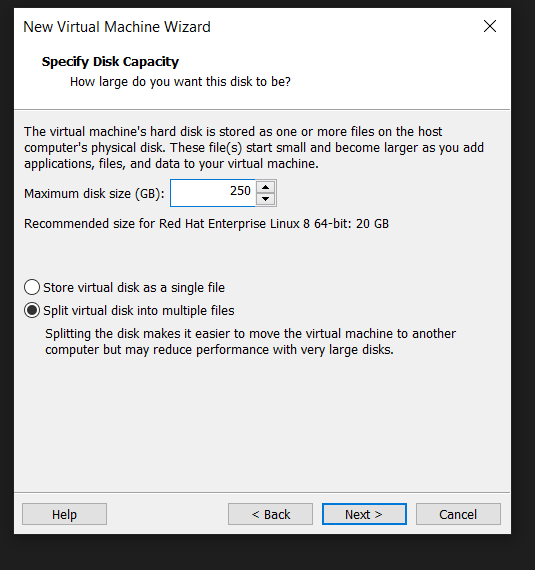 New Virtual Machine Wizard
Specify Disk Capacity
How large do you want this disk to be?
The virtual machine's hard disk is stored as one or more files on the host
computer's physical disk. These file(s) start small and become larger as you add
applications, files, and data to your virtual machine.
Maximum disk size (GB): 250
Recommended size for Red Hat Enterprise Linux 8 64-bit: 20 GB
Store virtual disk as a single file
Split virtual disk into multiple files
Splitting the disk makes it easier to move the virtual machine to another
computer but may reduce performance with very large disks.
Help < Back Next > Cancel